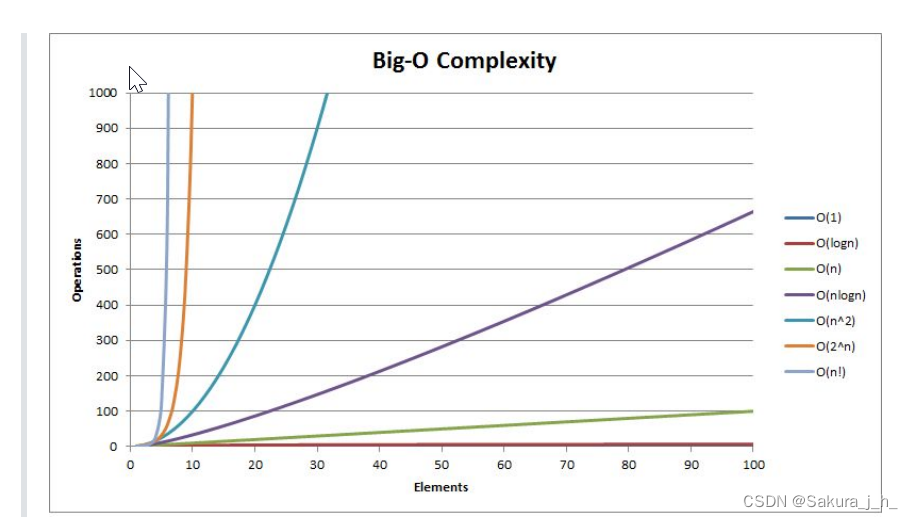 Big-O Complexity
1000
900
800
700
600
500
400
300
200
100
0
Operations
0 10 20 30 40 50 60 70 80 90 100
Elements
O(1)
O(logn)
O(n)
O(nlogn)
O(n^2)
O(2^n)
O(n!)
CSDN @Sakura_j_h_